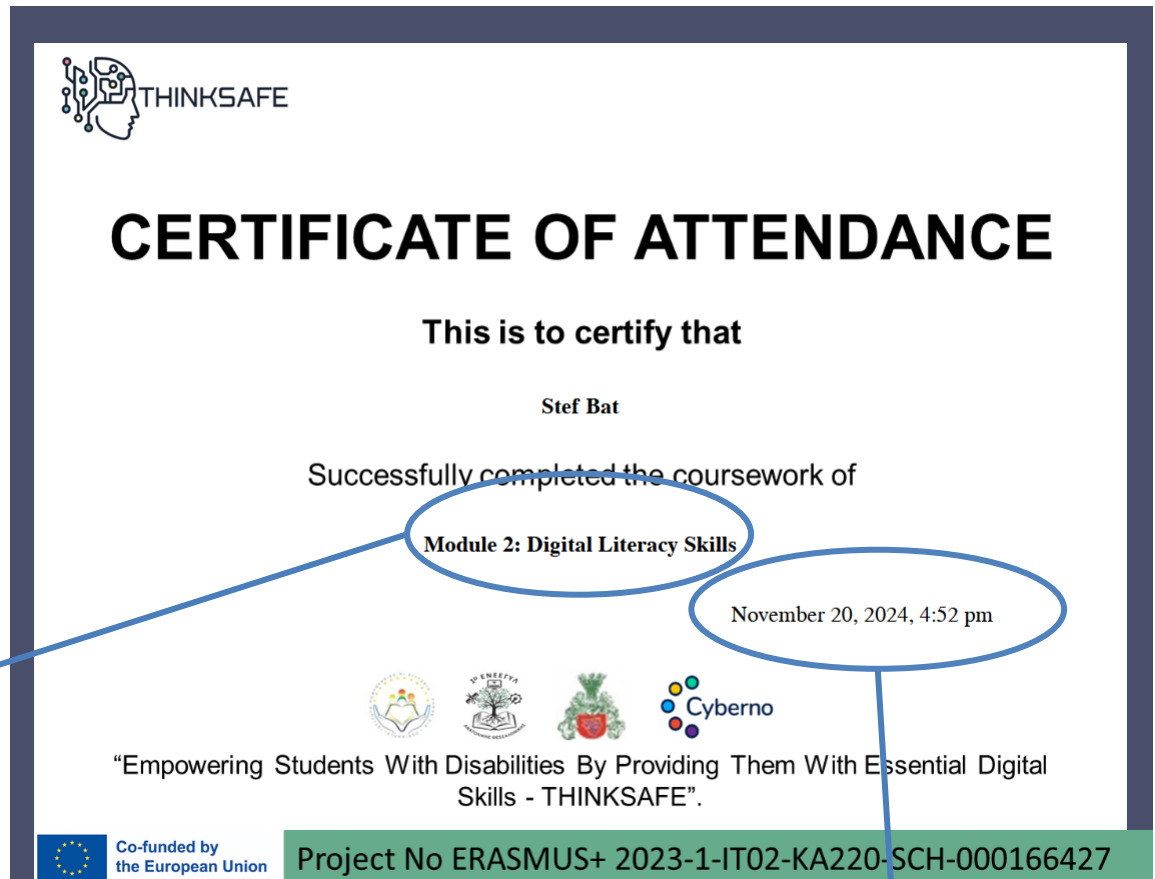 THINKSAFE
CERTIFICATE OF ATTENDANCE
This is to certify that
Stef Bat
Successfully completed the coursework of
Module 2: Digital Literacy Skills
November 20, 2024, 4:52 pm
1ο ΕΝΕΕΓΥΛ
Cyberno
“Empowering Students With Disabilities By Providing Them With Essential Digital
Skills - THINKSAFE”.
Co-funded by
the European Union
Project No ERASMUS+ 2023-1-IT02-KA220-SCH-000166427